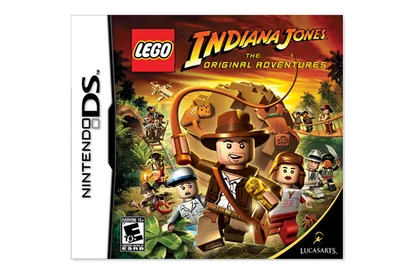 NINTENDO DS
LEGO
INDIANA JONES
THE
ORIGINAL ADVENTURES
EVERYONE 10+
E
ESRB
LUCASARTS